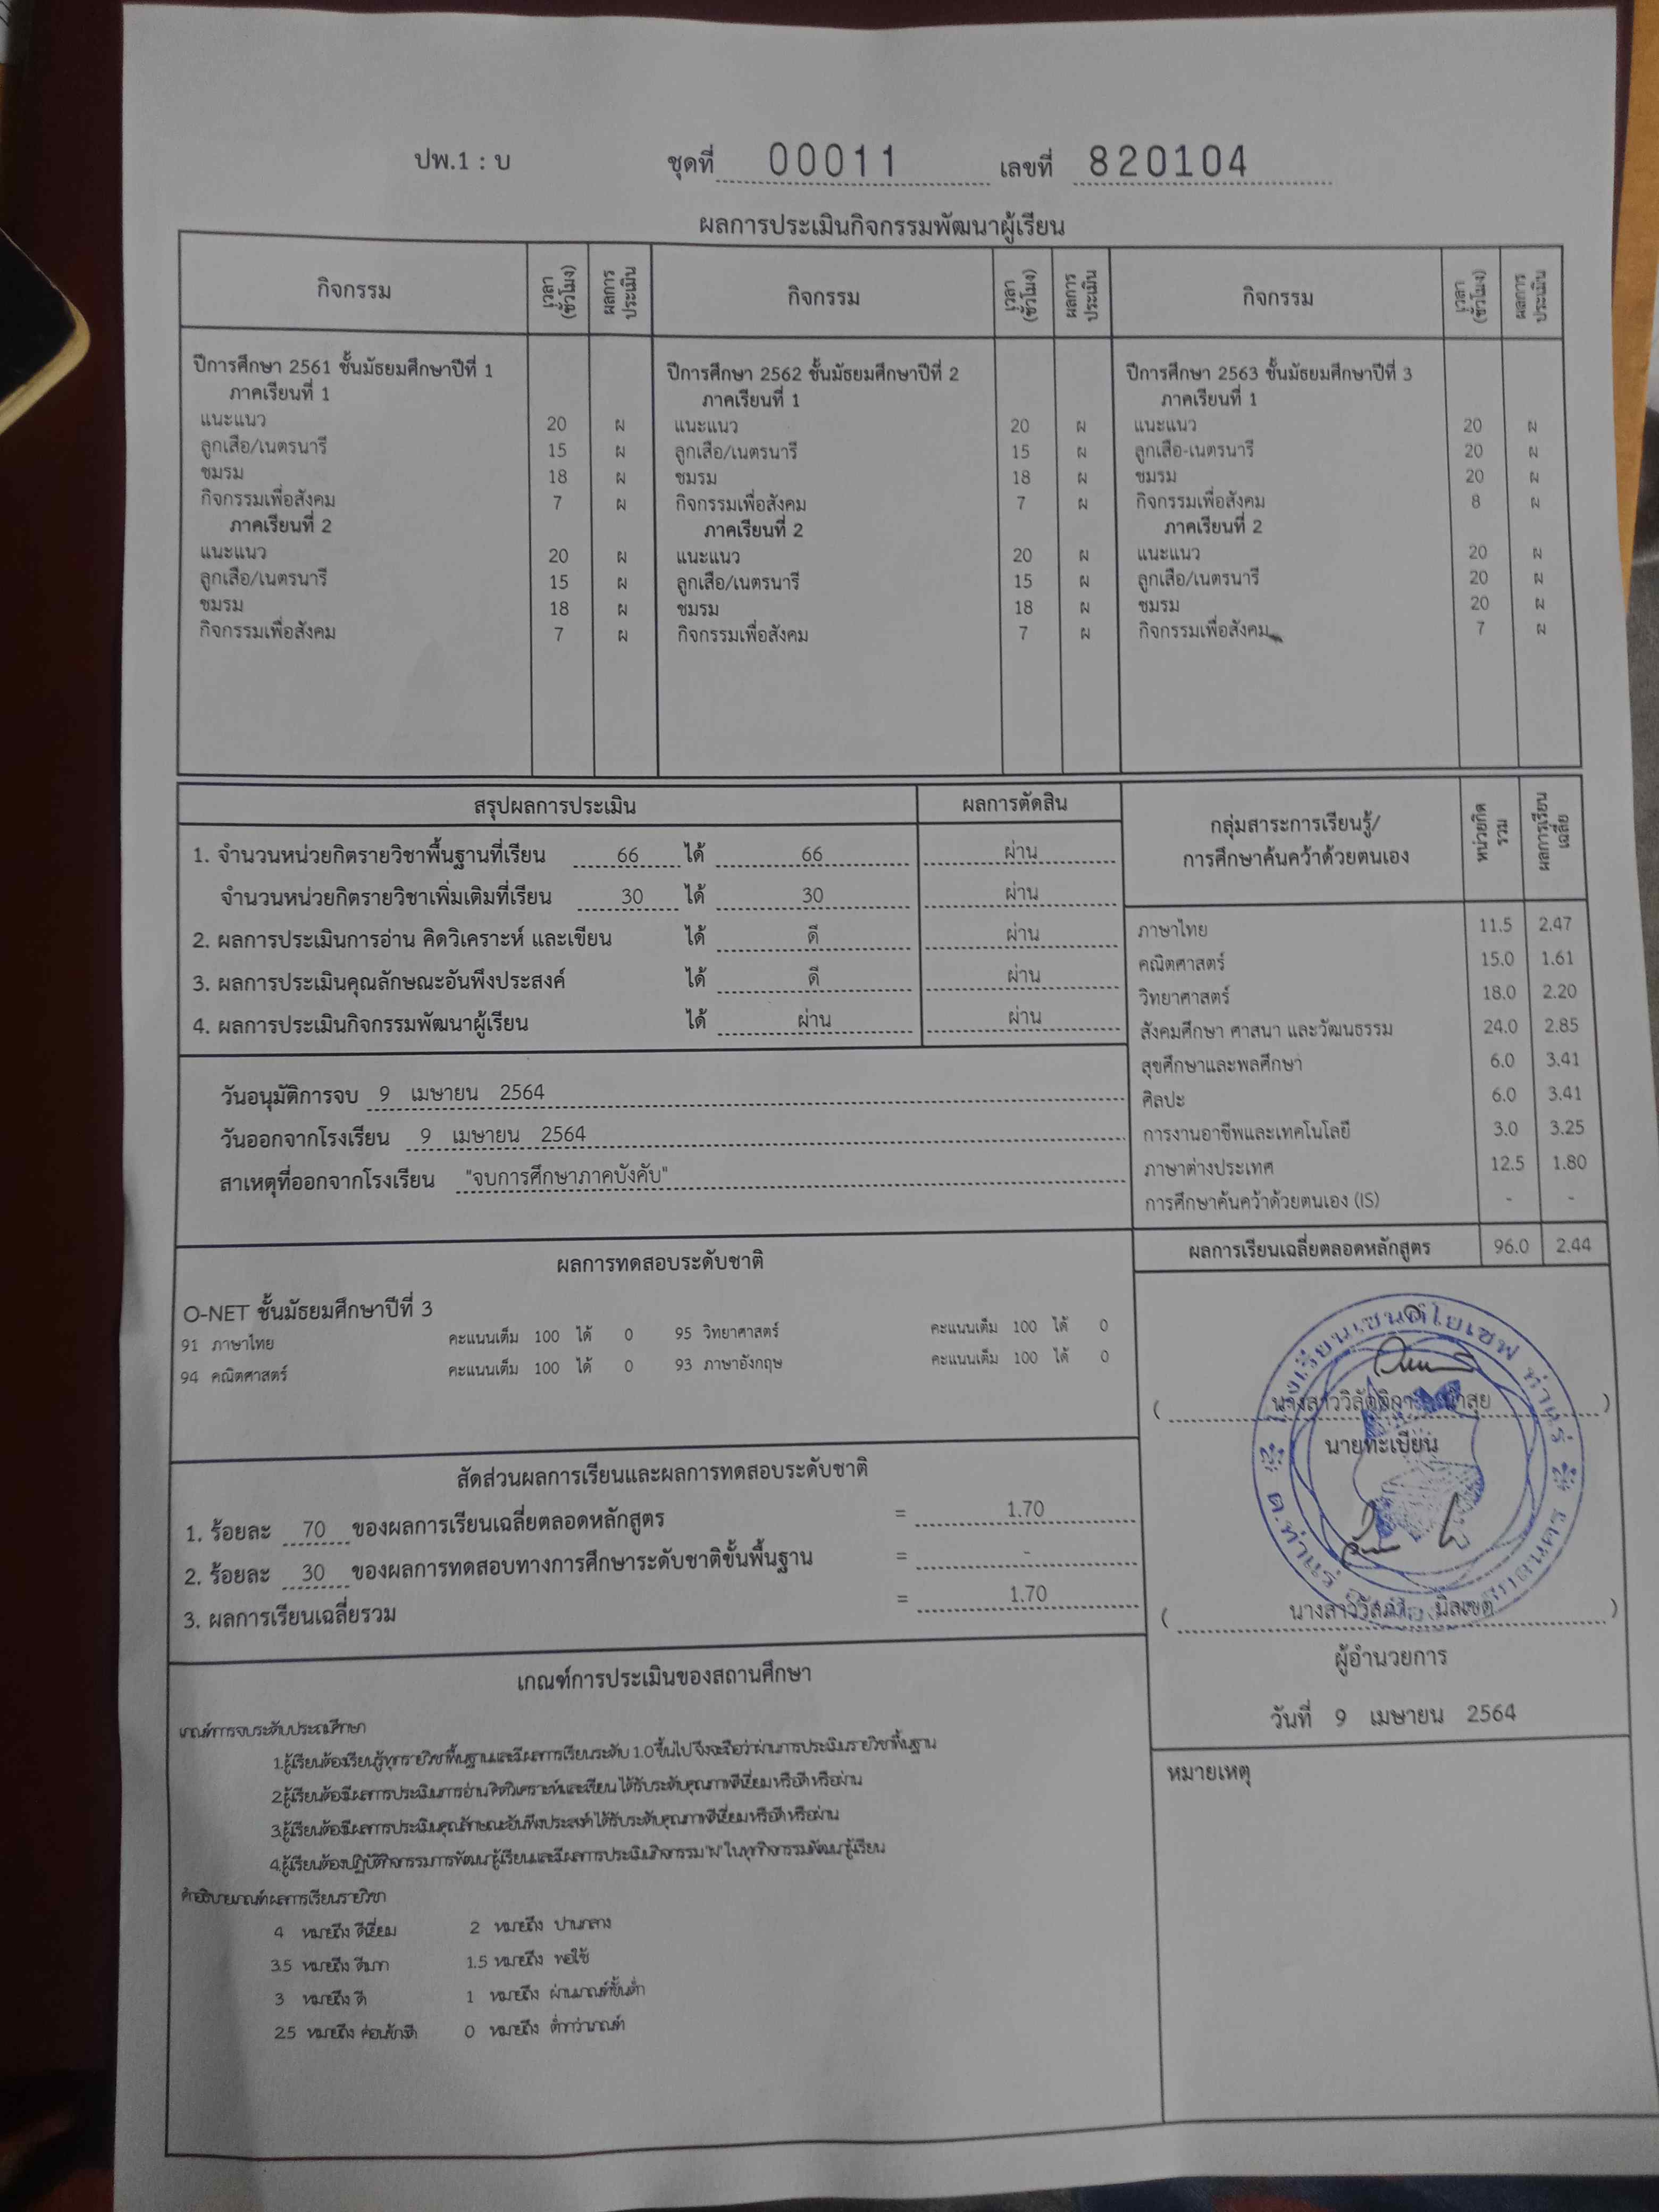 ปพ.1 : บ ชุดที่ 00011 เลขที่ 820104
ผลการประเมินกิจกรรมพัฒนาผู้เรียน
กิจกรรม เวลา (ชั่วโมง) ผลการประเมิน กิจกรรม เวลา (ชั่วโมง) ผลการประเมิน กิจกรรม เวลา (ชั่วโมง) ผลการประเมิน
ปีการศึกษา 2561 ชั้นมัธยมศึกษาปีที่ 1
ภาคเรียนที่ 1
แนะแนว 20 ผ
ลูกเสือ/เนตรนารี 15 ผ
ชมรม 18 ผ
กิจกรรมเพื่อสังคม 7 ผ
ภาคเรียนที่ 2
แนะแนว 20 ผ
ลูกเสือ/เนตรนารี 15 ผ
ชมรม 18 ผ
กิจกรรมเพื่อสังคม 7 ผ
ปีการศึกษา 2562 ชั้นมัธยมศึกษาปีที่ 2
ภาคเรียนที่ 1
แนะแนว 20 ผ
ลูกเสือ/เนตรนารี 15 ผ
ชมรม 18 ผ
กิจกรรมเพื่อสังคม 7 ผ
ภาคเรียนที่ 2
แนะแนว 20 ผ
ลูกเสือ/เนตรนารี 15 ผ
ชมรม 18 ผ
กิจกรรมเพื่อสังคม 7 ผ
ปีการศึกษา 2563 ชั้นมัธยมศึกษาปีที่ 3
ภาคเรียนที่ 1
แนะแนว 20 ผ
ลูกเสือ-เนตรนารี 20 ผ
ชมรม 20 ผ
กิจกรรมเพื่อสังคม 8 ผ
ภาคเรียนที่ 2
แนะแนว 20 ผ
ลูกเสือ/เนตรนารี 20 ผ
ชมรม 20 ผ
กิจกรรมเพื่อสังคม 7 ผ
สรุปผลการประเมิน ผลการตัดสิน
1. จำนวนหน่วยกิตรายวิชาพื้นฐานที่เรียน 66 ได้ 66 ผ่าน
จำนวนหน่วยกิตรายวิชาเพิ่มเติมที่เรียน 30 ได้ 30 ผ่าน
2. ผลการประเมินการอ่าน คิดวิเคราะห์ และเขียน ได้ ดี ผ่าน
3. ผลการประเมินคุณลักษณะอันพึงประสงค์ ได้ ดี ผ่าน
4. ผลการประเมินกิจกรรมพัฒนาผู้เรียน ได้ ผ่าน ผ่าน
วันอนุมัติการจบ 9 เมษายน 2564
วันออกจากโรงเรียน 9 เมษายน 2564
สาเหตุที่ออกจากโรงเรียน "จบการศึกษาภาคบังคับ"
กลุ่มสาระการเรียนรู้/
การศึกษาค้นคว้าด้วยตนเอง หน่วยกิตรวม ผลการเรียนเฉลี่ย
ภาษาไทย 11.5 2.47
คณิตศาสตร์ 15.0 1.61
วิทยาศาสตร์ 18.0 2.20
สังคมศึกษา ศาสนา และวัฒนธรรม 24.0 2.85
สุขศึกษาและพลศึกษา 6.0 3.41
ศิลปะ 6.0 3.41
การงานอาชีพและเทคโนโลยี 3.0 3.25
ภาษาต่างประเทศ 12.5 1.80
การศึกษาค้นคว้าด้วยตนเอง (IS) - -
ผลการเรียนเฉลี่ยตลอดหลักสูตร 96.0 2.44
ผลการทดสอบระดับชาติ
O-NET ชั้นมัธยมศึกษาปีที่ 3
91 ภาษาไทย คะแนนเต็ม 100 ได้ 0 95 วิทยาศาสตร์ คะแนนเต็ม 100 ได้ 0
94 คณิตศาสตร์ คะแนนเต็ม 100 ได้ 0 93 ภาษาอังกฤษ คะแนนเต็ม 100 ได้ 0
สัดส่วนผลการเรียนและผลการทดสอบระดับชาติ
1. ร้อยละ 70 ของผลการเรียนเฉลี่ยตลอดหลักสูตร = 1.70
2. ร้อยละ 30 ของผลการทดสอบทางการศึกษาระดับชาติขั้นพื้นฐาน = -
3. ผลการเรียนเฉลี่ยรวม = 1.70
นายทะเบียน
ผู้อำนวยการ
วันที่ 9 เมษายน 2564
หมายเหตุ
เกณฑ์การประเมินของสถานศึกษา
เกณฑ์การจบระดับประถมศึกษา
1.ผู้เรียนต้องเรียนรู้ทุกรายวิชาพื้นฐานและมีผลการเรียนระดับ 1.0 ขึ้นไป จึงจะถือว่าผ่านการประเมินรายวิชาพื้นฐาน
2.ผู้เรียนต้องมีผลการประเมินการอ่าน คิดวิเคราะห์และเขียน ได้รับระดับคุณภาพดีเยี่ยม หรือดี หรือผ่าน
3.ผู้เรียนต้องมีผลการประเมินคุณลักษณะอันพึงประสงค์ ได้รับระดับคุณภาพดีเยี่ยม หรือดี หรือผ่าน
4.ผู้เรียนต้องปฏิบัติกิจกรรมการพัฒนาผู้เรียนและมีผลการประเมินกิจกรรม "ผ" ในทุกกิจกรรมพัฒนาผู้เรียน
คำอธิบายเกณฑ์ผลการเรียนรายวิชา
4 หมายถึง ดีเยี่ยม 2 หมายถึง ปานกลาง
3.5 หมายถึง ดีมาก 1.5 หมายถึง พอใช้
3 หมายถึง ดี 1 หมายถึง ผ่านเกณฑ์ขั้นต่ำ
2.5 หมายถึง ค่อนข้างดี 0 หมายถึง ต่ำกว่าเกณฑ์